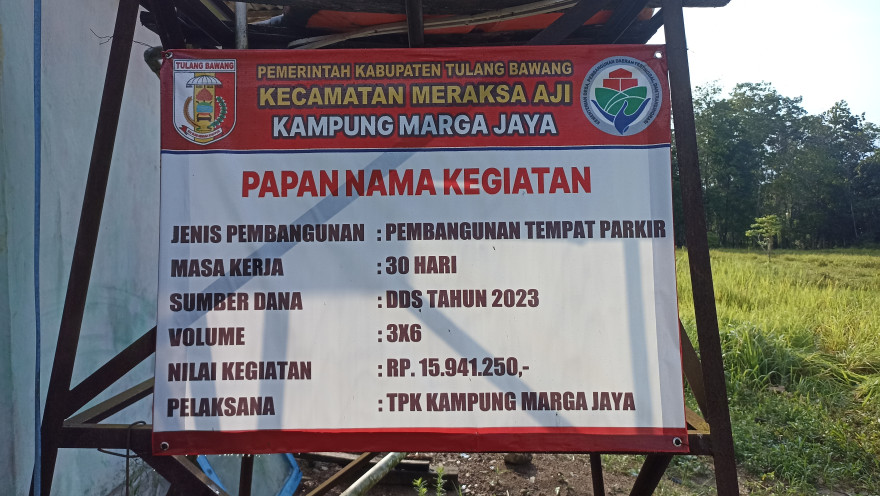 TULANG BAWANG
PEMERINTAH KABUPATEN TULANG BAWANG
KECAMATAN MERAKSA AJI
KAMPUNG MARGA JAYA
PAPAN NAMA KEGIATAN
JENIS PEMBANGUNAN : PEMBANGUNAN TEMPAT PARKIR
MASA KERJA : 30 HARI
SUMBER DANA : DDS TAHUN 2023
VOLUME : 3X6
NILAI KEGIATAN : RP. 15.941.250,-
PELAKSANA : TPK KAMPUNG MARGA JAYA